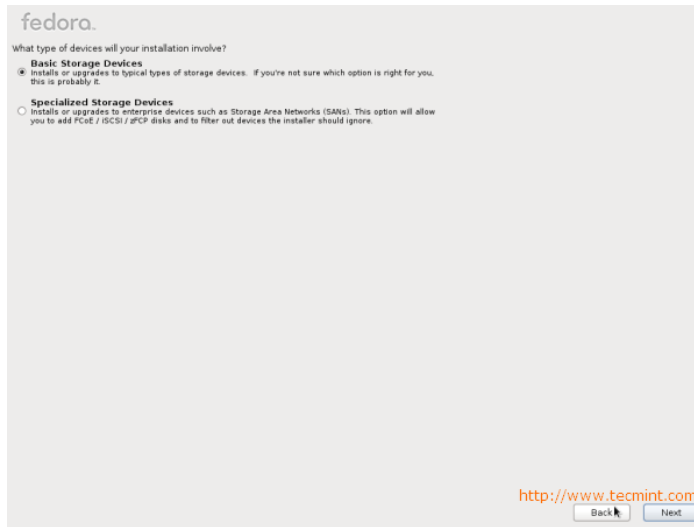 fedora.
What type of devices will your installation involve?
Basic Storage Devices
Installs or upgrades to typical types of storage devices. If you're not sure which option is right for you,
this is probably it.
Specialized Storage Devices
Installs or upgrades to enterprise devices such as Storage Area Networks (SANs). This option will allow
you to add FCoE / iSCSI / zFCP disks and to filter out devices the installer should ignore.
http://www.tecmint.com
Back
Next